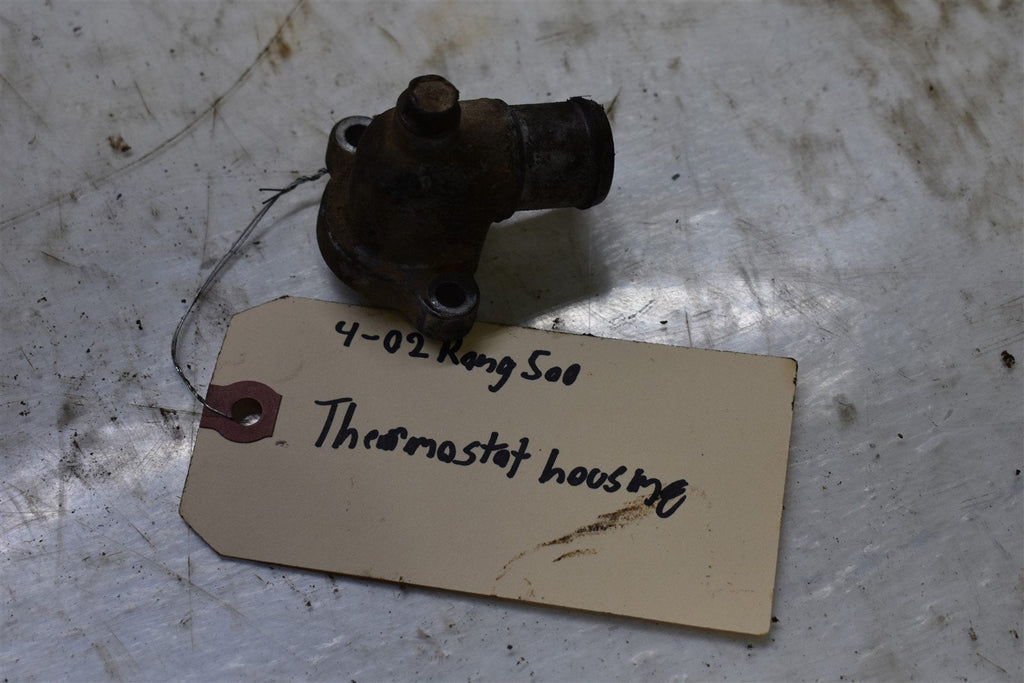 4-02 Rang 500
Thermostat housing